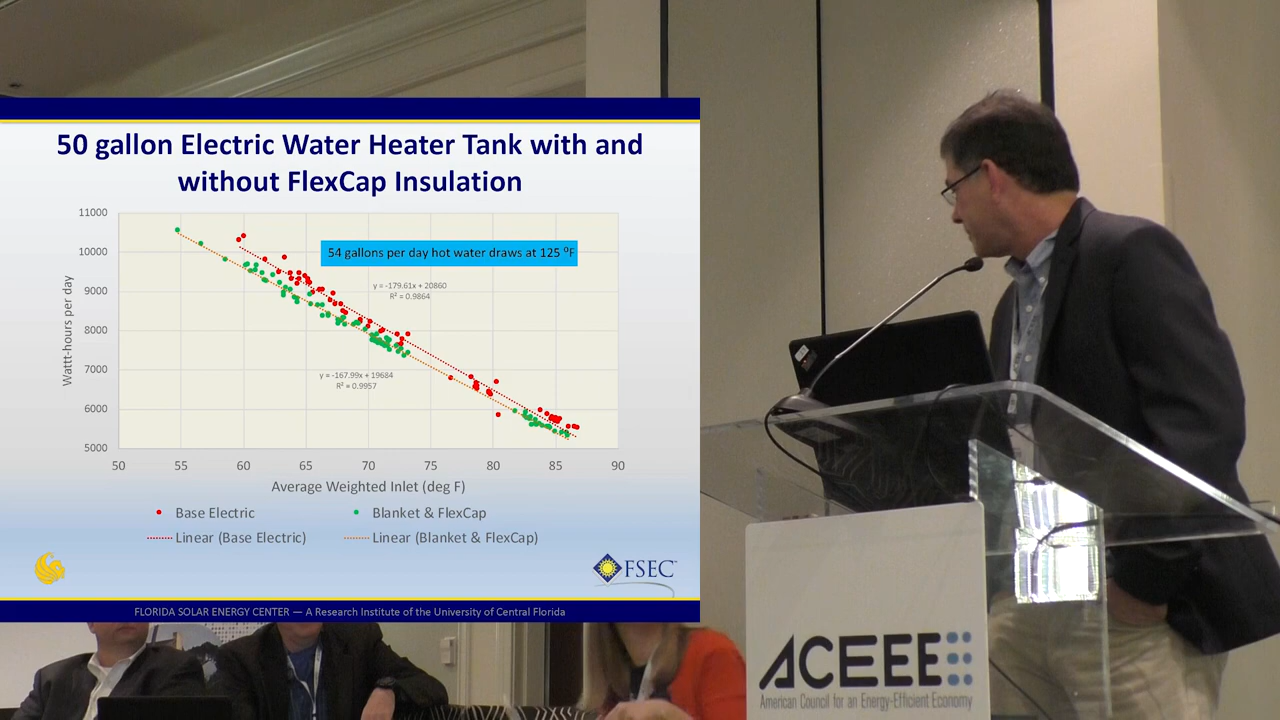 50 gallon Electric Water Heater Tank with and
without FlexCap Insulation
11000
10000
9000
8000
7000
6000
5000
Wattt-hours per day
54 gallons per day hot water draws at 125 ⁰F
y = -179.61x + 20860
R² = 0.9864
y = -167.99x + 19684
R² = 0.9957
50 55 60 65 70 75 80 85 90
Average Weighted Inlet (deg F)
Base Electric Blanket & FlexCap
Linear (Base Electric) Linear (Blanket & FlexCap)
FSEC™
FLORIDA SOLAR ENERGY CENTER — A Research Institute of the University of Central Florida
ACEEE
American Council for an Energy-Efficient Economy